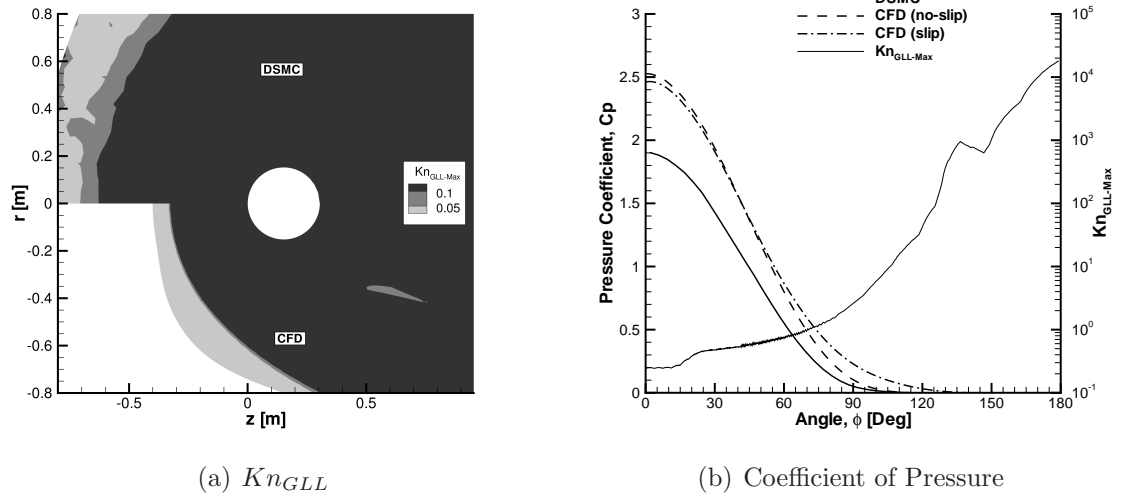 DSMC
CFD
Kn_GLL-Max
0.1
0.05
0.8
0.6
0.4
0.2
0
-0.2
-0.4
-0.6
-0.8
r [m]
-0.5
0
0.5
z [m]
(a) Kn_GLL
DSMC
CFD (no-slip)
CFD (slip)
Kn_GLL-Max
3
2.5
2
1.5
1
0.5
0
Pressure Coefficient, Cp
10^5
10^4
10^3
10^2
10^1
10^0
10^-1
Kn_GLL-Max
0
30
60
90
120
150
180
Angle, ϕ [Deg]
(b) Coefficient of Pressure